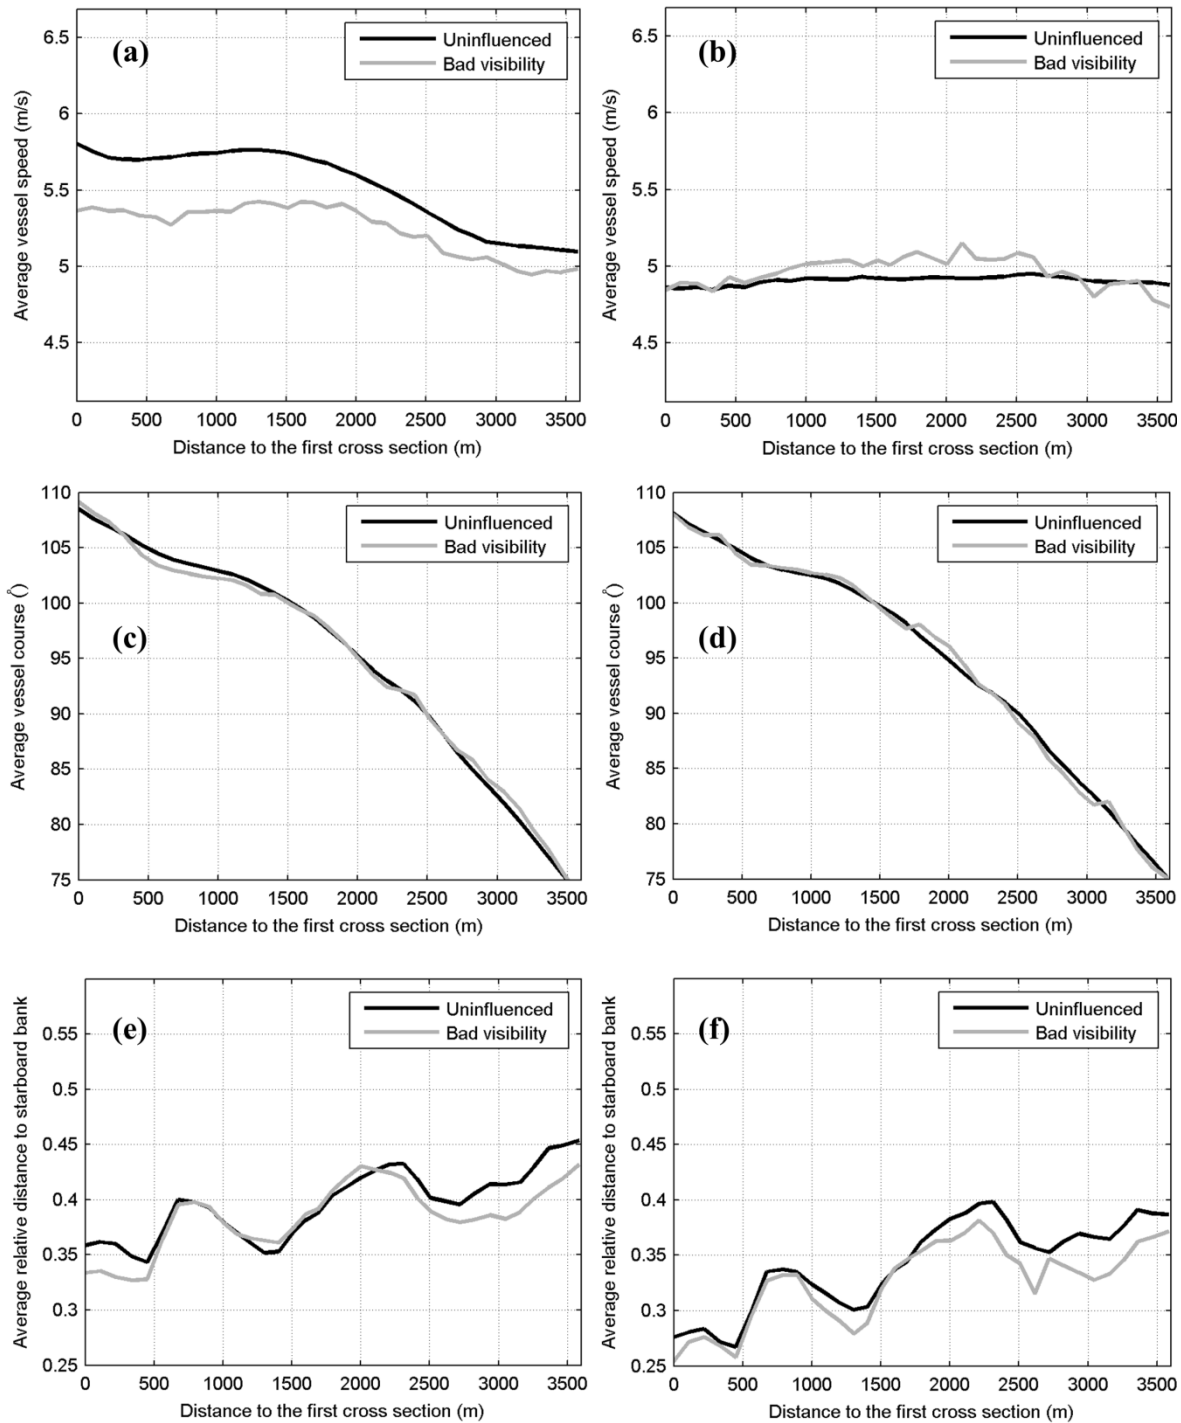 (a)
Uninfluenced
Bad visibility
Average vessel speed (m/s)
6.5
6
5.5
5
4.5
0 500 1000 1500 2000 2500 3000 3500
Distance to the first cross section (m)
(b)
Uninfluenced
Bad visibility
Average vessel speed (m/s)
6.5
6
5.5
5
4.5
0 500 1000 1500 2000 2500 3000 3500
Distance to the first cross section (m)
(c)
Uninfluenced
Bad visibility
Average vessel course (°)
110
105
100
95
90
85
80
75
0 500 1000 1500 2000 2500 3000 3500
Distance to the first cross section (m)
(d)
Uninfluenced
Bad visibility
Average vessel course (°)
110
105
100
95
90
85
80
75
0 500 1000 1500 2000 2500 3000 3500
Distance to the first cross section (m)
(e)
Uninfluenced
Bad visibility
Average relative distance to starboard bank
0.55
0.5
0.45
0.4
0.35
0.3
0.25
0 500 1000 1500 2000 2500 3000 3500
Distance to the first cross section (m)
(f)
Uninfluenced
Bad visibility
Average relative distance to starboard bank
0.55
0.5
0.45
0.4
0.35
0.3
0.25
0 500 1000 1500 2000 2500 3000 3500
Distance to the first cross section (m)